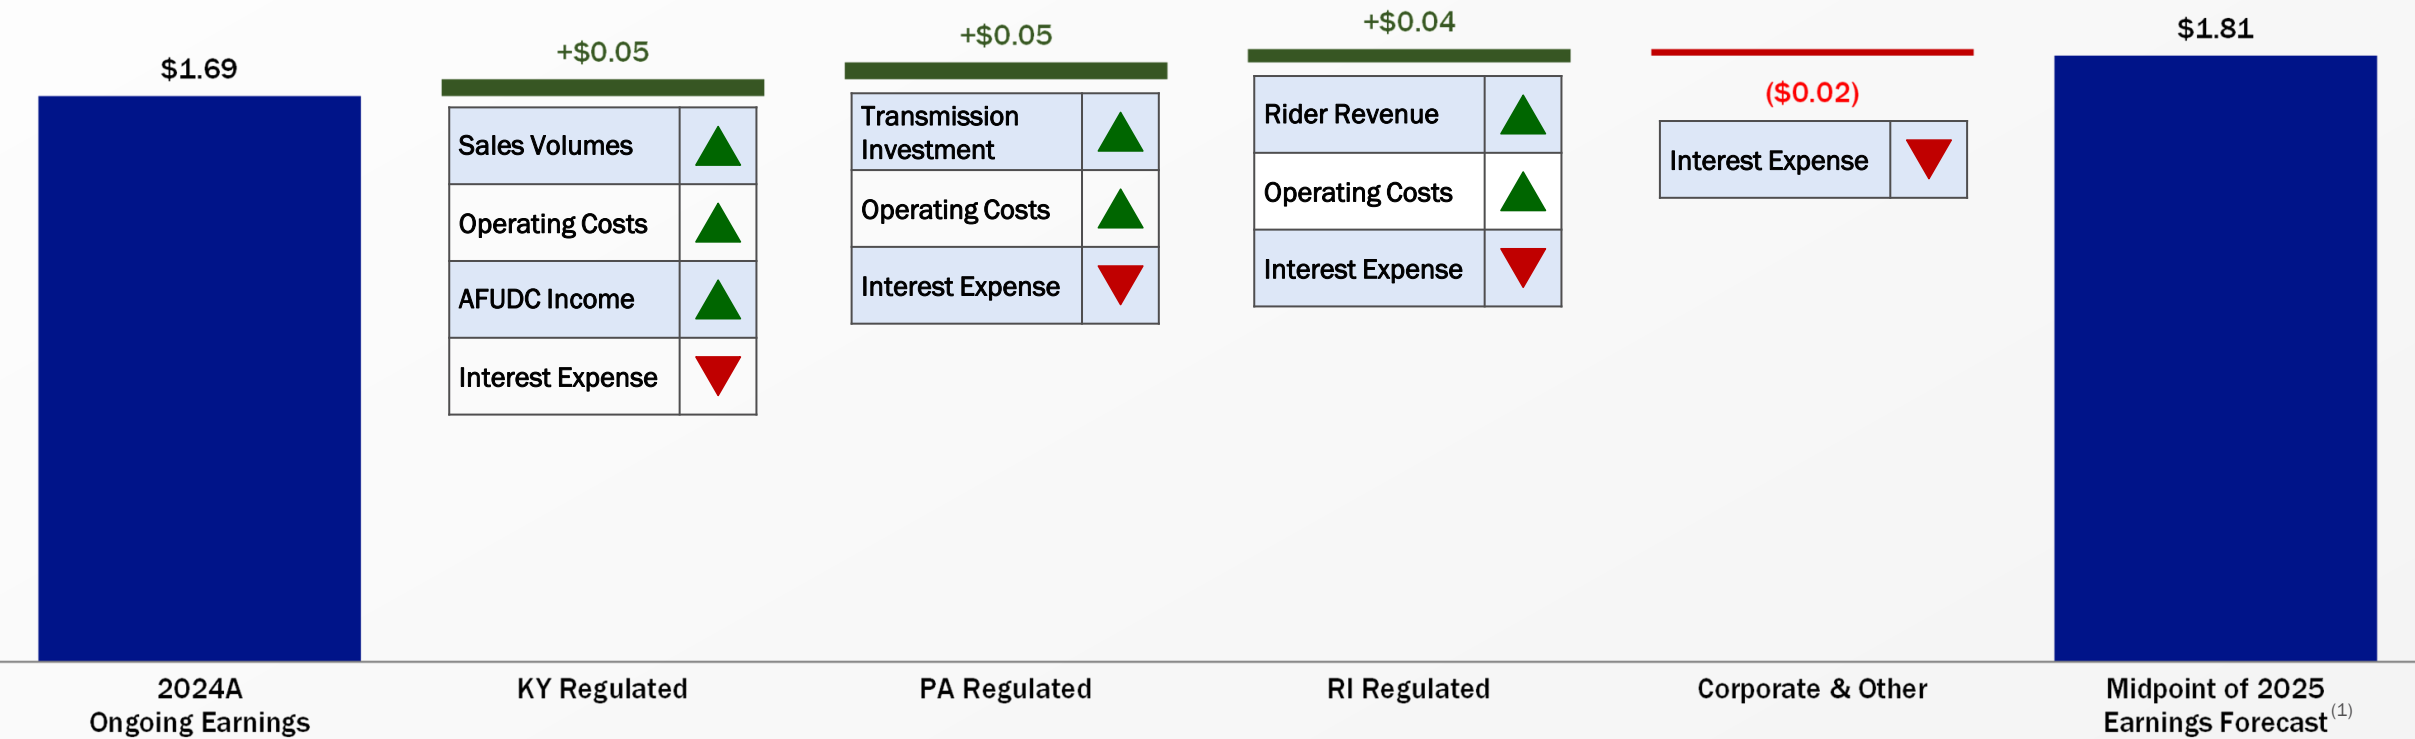 $1.69
+$0.05
+$0.05
+$0.04
($0.02)
$1.81
Sales Volumes
Operating Costs
AFUDC Income
Interest Expense
Transmission
Investment
Operating Costs
Interest Expense
Rider Revenue
Operating Costs
Interest Expense
Interest Expense
2024A
Ongoing Earnings
KY Regulated
PA Regulated
RI Regulated
Corporate & Other
Midpoint of 2025
Earnings Forecast(1)